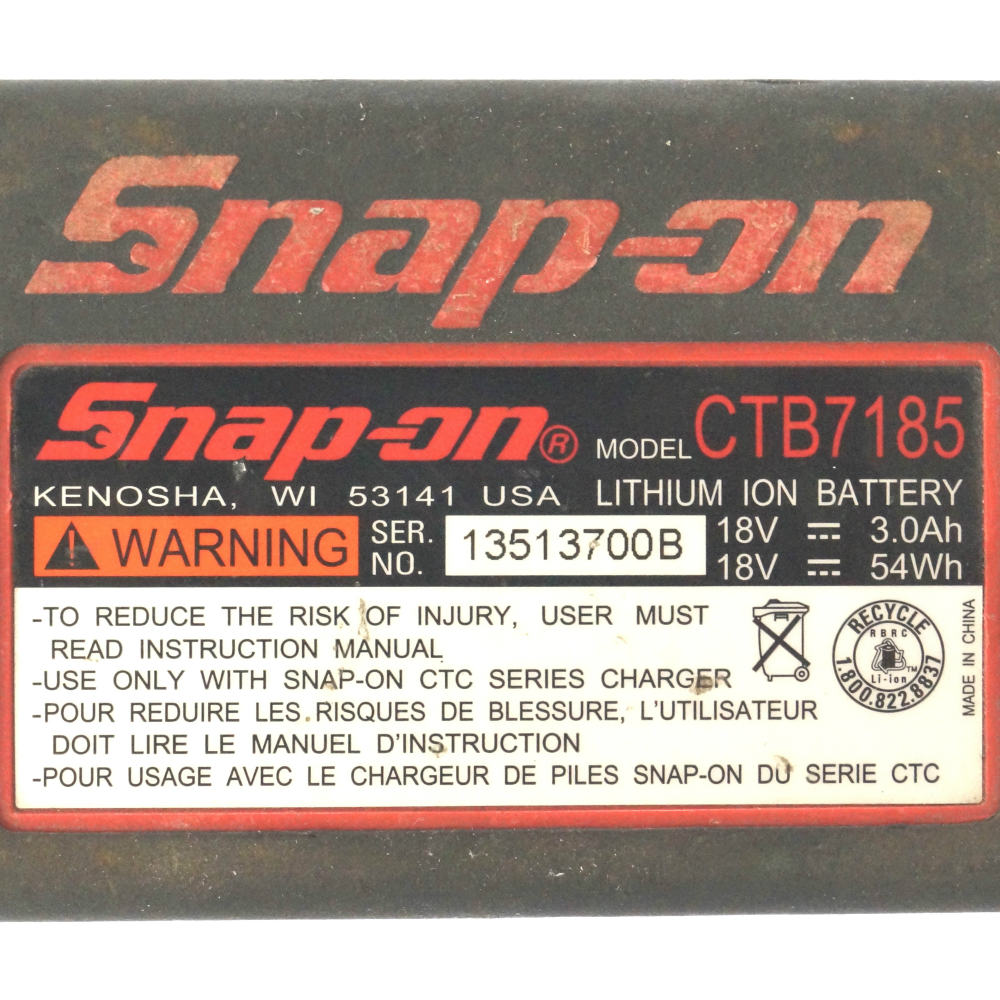 Snap-on
Snap-on® MODEL CTB7185
KENOSHA, WI 53141 USA LITHIUM ION BATTERY
WARNING SER. NO. 13513700B 18V ⎓ 3.0Ah
18V ⎓ 54Wh
-TO REDUCE THE RISK OF INJURY, USER MUST
READ INSTRUCTION MANUAL
-USE ONLY WITH SNAP-ON CTC SERIES CHARGER
-POUR REDUIRE LES RISQUES DE BLESSURE, L'UTILISATEUR
DOIT LIRE LE MANUEL D'INSTRUCTION
-POUR USAGE AVEC LE CHARGEUR DE PILES SNAP-ON DU SERIE CTC
RECYCLE
RBRC
Li-ion TM
1.800.822.8837
MADE IN CHINA